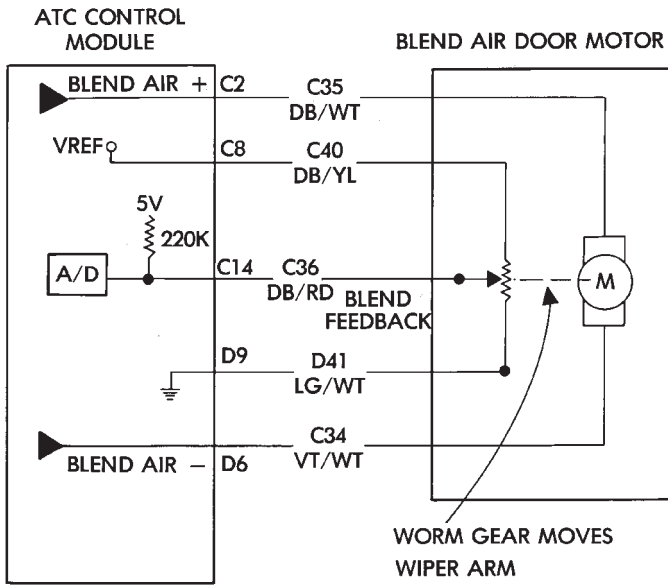 ATC CONTROL
MODULE
BLEND AIR DOOR MOTOR
BLEND AIR + C2 C35
DB/WT
VREF C8 C40
DB/YL
5V
220K
A/D C14 C36
DB/RD BLEND
FEEDBACK
M
D9 D41
LG/WT
C34
BLEND AIR − D6 VT/WT
WORM GEAR MOVES
WIPER ARM